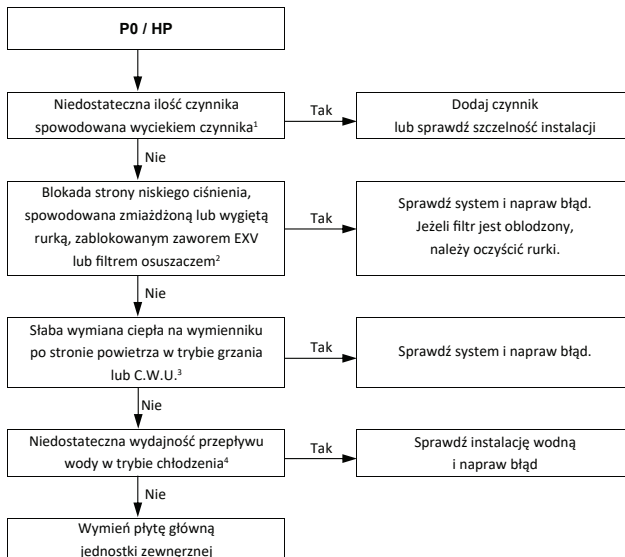 P0 / HP
Niedostateczna ilość czynnika
spowodowana wyciekiem czynnika¹
Tak
Dodaj czynnik
lub sprawdź szczelność instalacji
Nie
Blokada strony niskiego ciśnienia,
spowodowana zmiażdżoną lub wygiętą
rurką, zablokowanym zaworem EXV
lub filtrem osuszaczem²
Tak
Sprawdź system i napraw błąd.
Jeżeli filtr jest oblodzony,
należy oczyścić rurki.
Nie
Słaba wymiana ciepła na wymienniku
po stronie powietrza w trybie grzania
lub C.W.U.³
Tak
Sprawdź system i napraw błąd.
Nie
Niedostateczna wydajność przepływu
wody w trybie chłodzenia⁴
Tak
Sprawdź instalację wodną
i napraw błąd
Nie
Wymień płytę główną
jednostki zewnęrznej